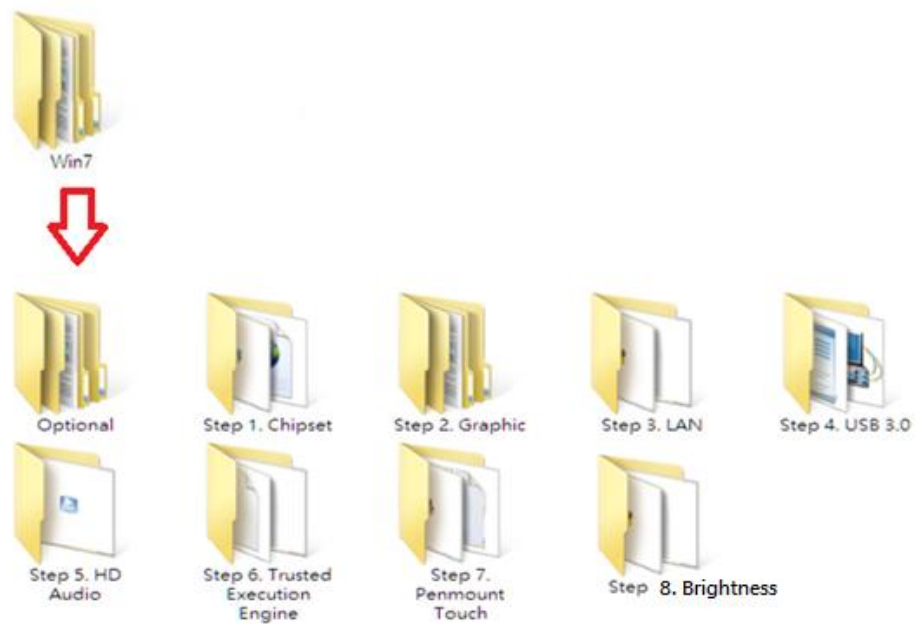 Win7
Optional
Step 1. Chipset
Step 2. Graphic
Step 3. LAN
Step 4. USB 3.0
Step 5. HD
Audio
Step 6. Trusted
Execution
Engine
Step 7.
Penmount
Touch
Step 8. Brightness